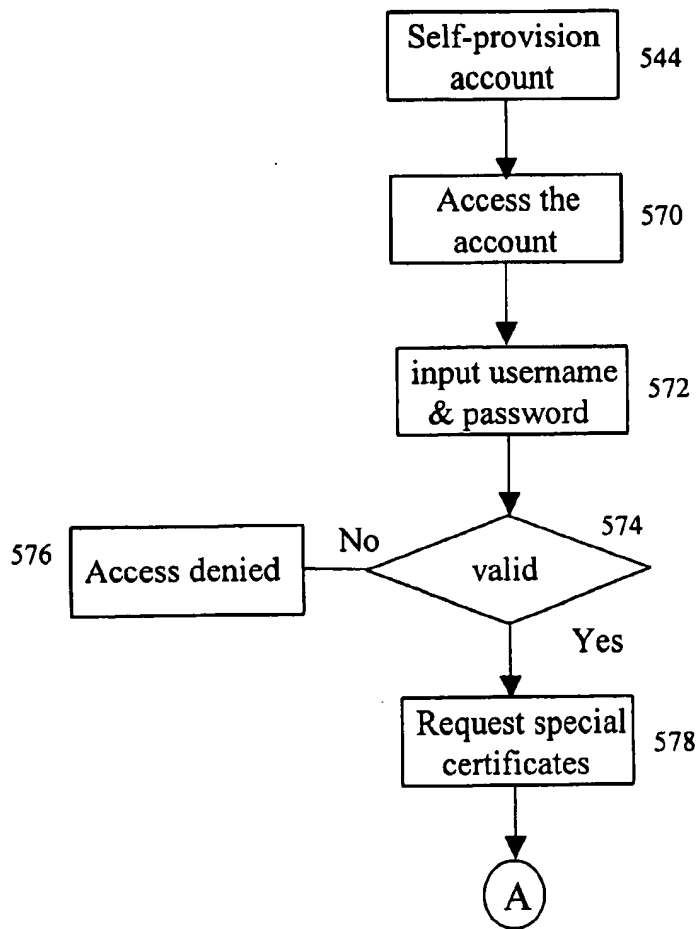 Self-provision
account
544
Access the
account
570
input username
& password
572
574
No
valid
576
Access denied
Yes
Request special
certificates
578
A